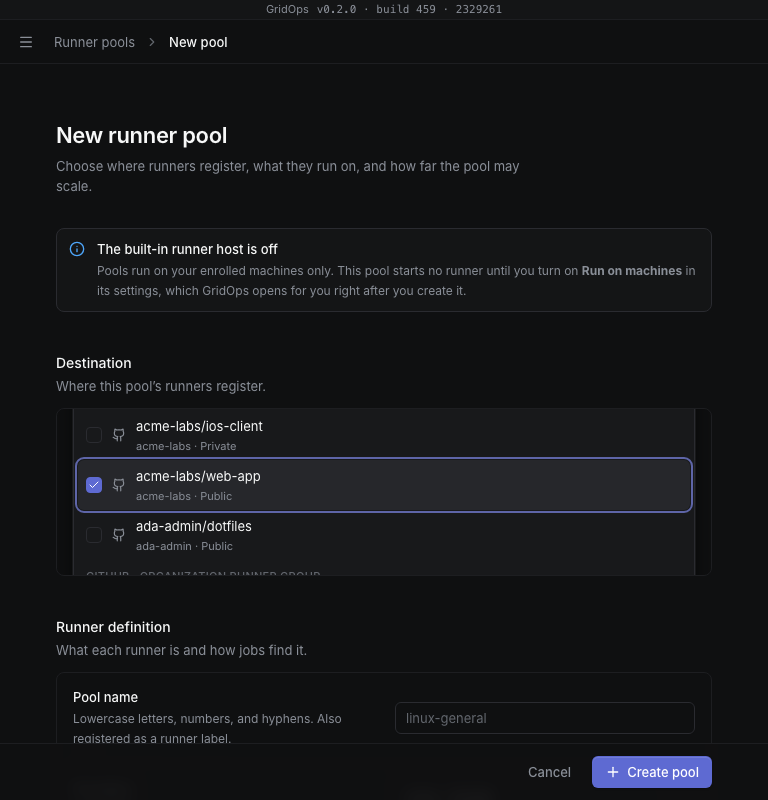 GridOps v0.2.0 · build 459 · 2329261
Runner pools > New pool
New runner pool
Choose where runners register, what they run on, and how far the pool may
scale.
The built-in runner host is off
Pools run on your enrolled machines only. This pool starts no runner until you turn on Run on machines in
its settings, which GridOps opens for you right after you create it.
Destination
Where this pool’s runners register.
acme-labs/ios-client
acme-labs · Private
acme-labs/web-app
acme-labs · Public
ada-admin/dotfiles
ada-admin · Public
GITHUB · ORGANIZATION RUNNER GROUP
Runner definition
What each runner is and how jobs find it.
Pool name
Lowercase letters, numbers, and hyphens. Also
registered as a runner label.
linux-general
Cancel
Create pool